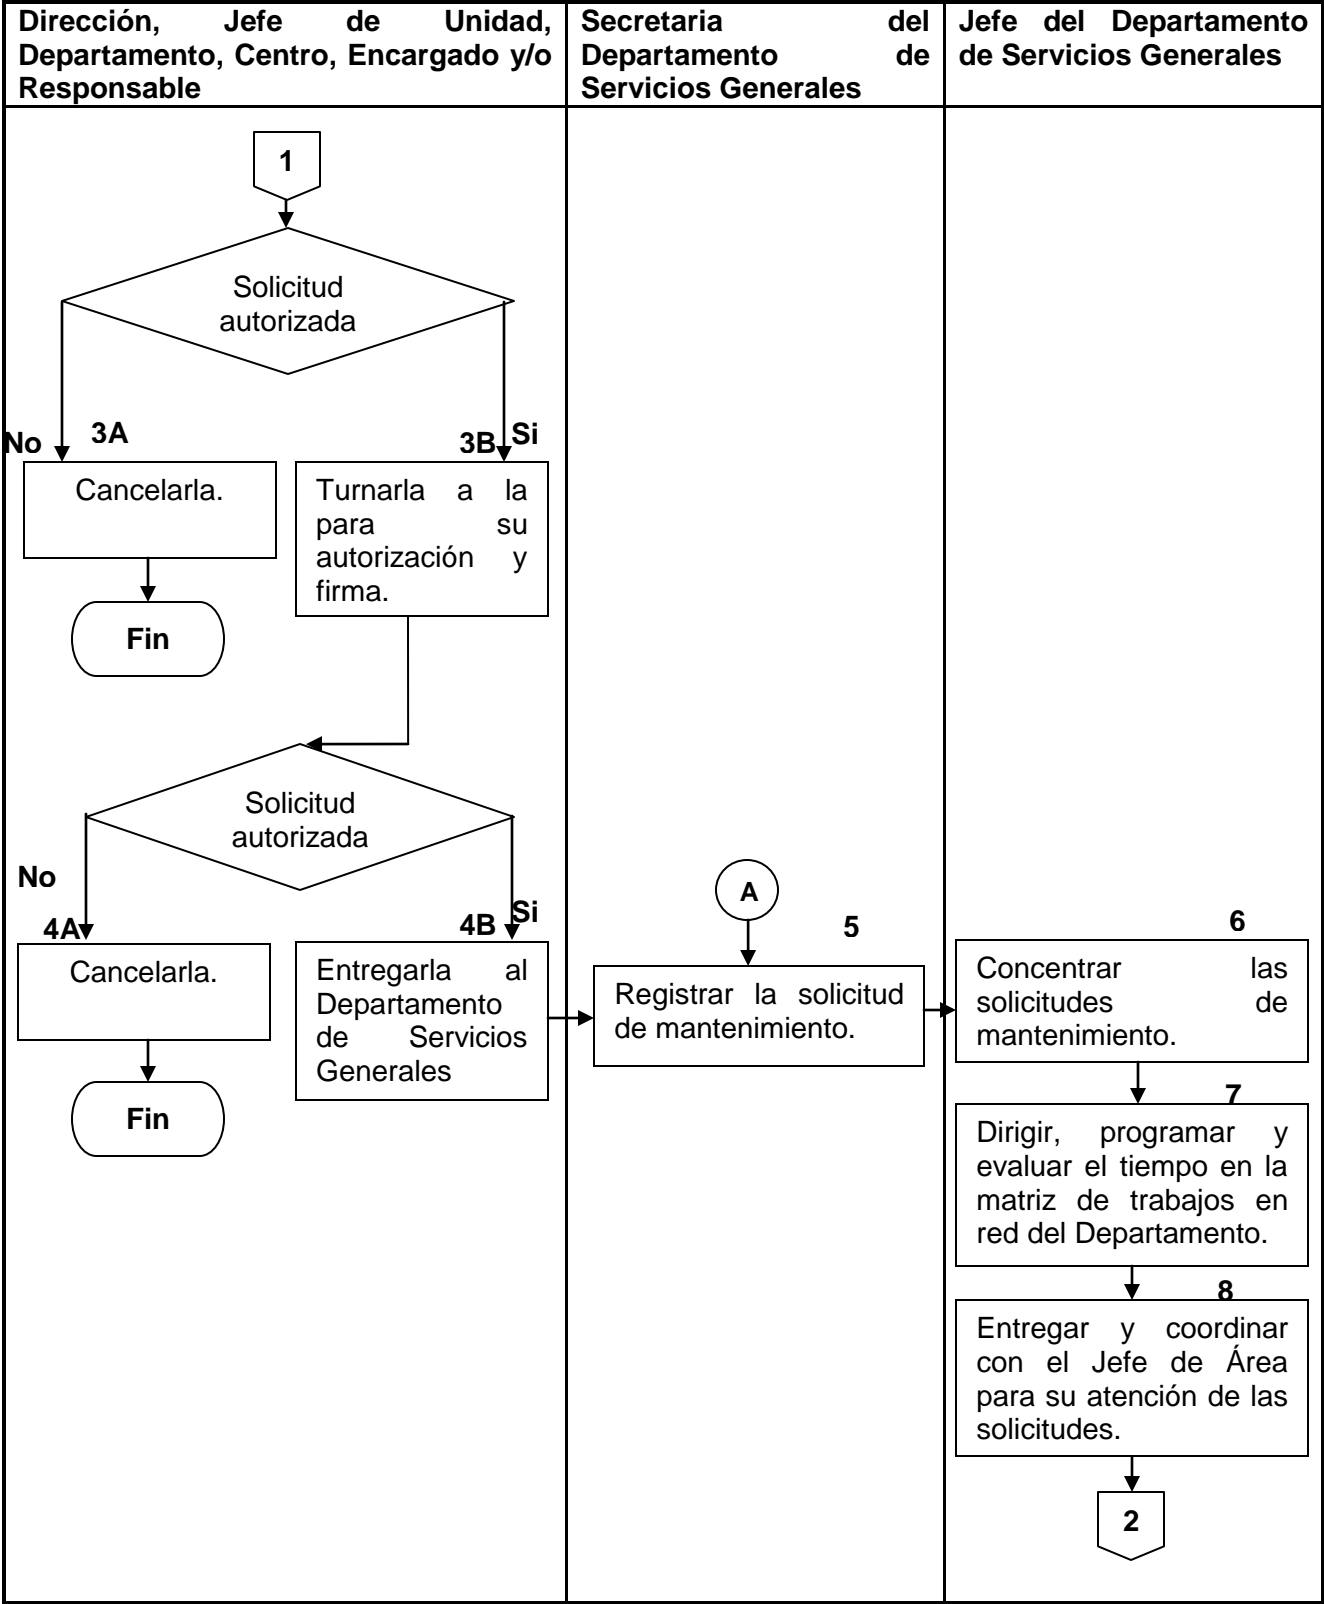 Dirección, Jefe de Unidad,
Departamento, Centro, Encargado y/o
Responsable
Secretaria del
Departamento de
Servicios Generales
Jefe del Departamento
de Servicios Generales
1
Solicitud
autorizada
No
3A
3B
Si
Cancelarla.
Turnarla a la
para su
autorización y
firma.
Fin
Solicitud
autorizada
No
4A
4B
Si
Cancelarla.
Entregarla al
Departamento
de Servicios
Generales
Fin
A
5
Registrar la solicitud
de mantenimiento.
6
Concentrar las
solicitudes de
mantenimiento.
7
Dirigir, programar y
evaluar el tiempo en la
matriz de trabajos en
red del Departamento.
8
Entregar y coordinar
con el Jefe de Área
para su atención de las
solicitudes.
2